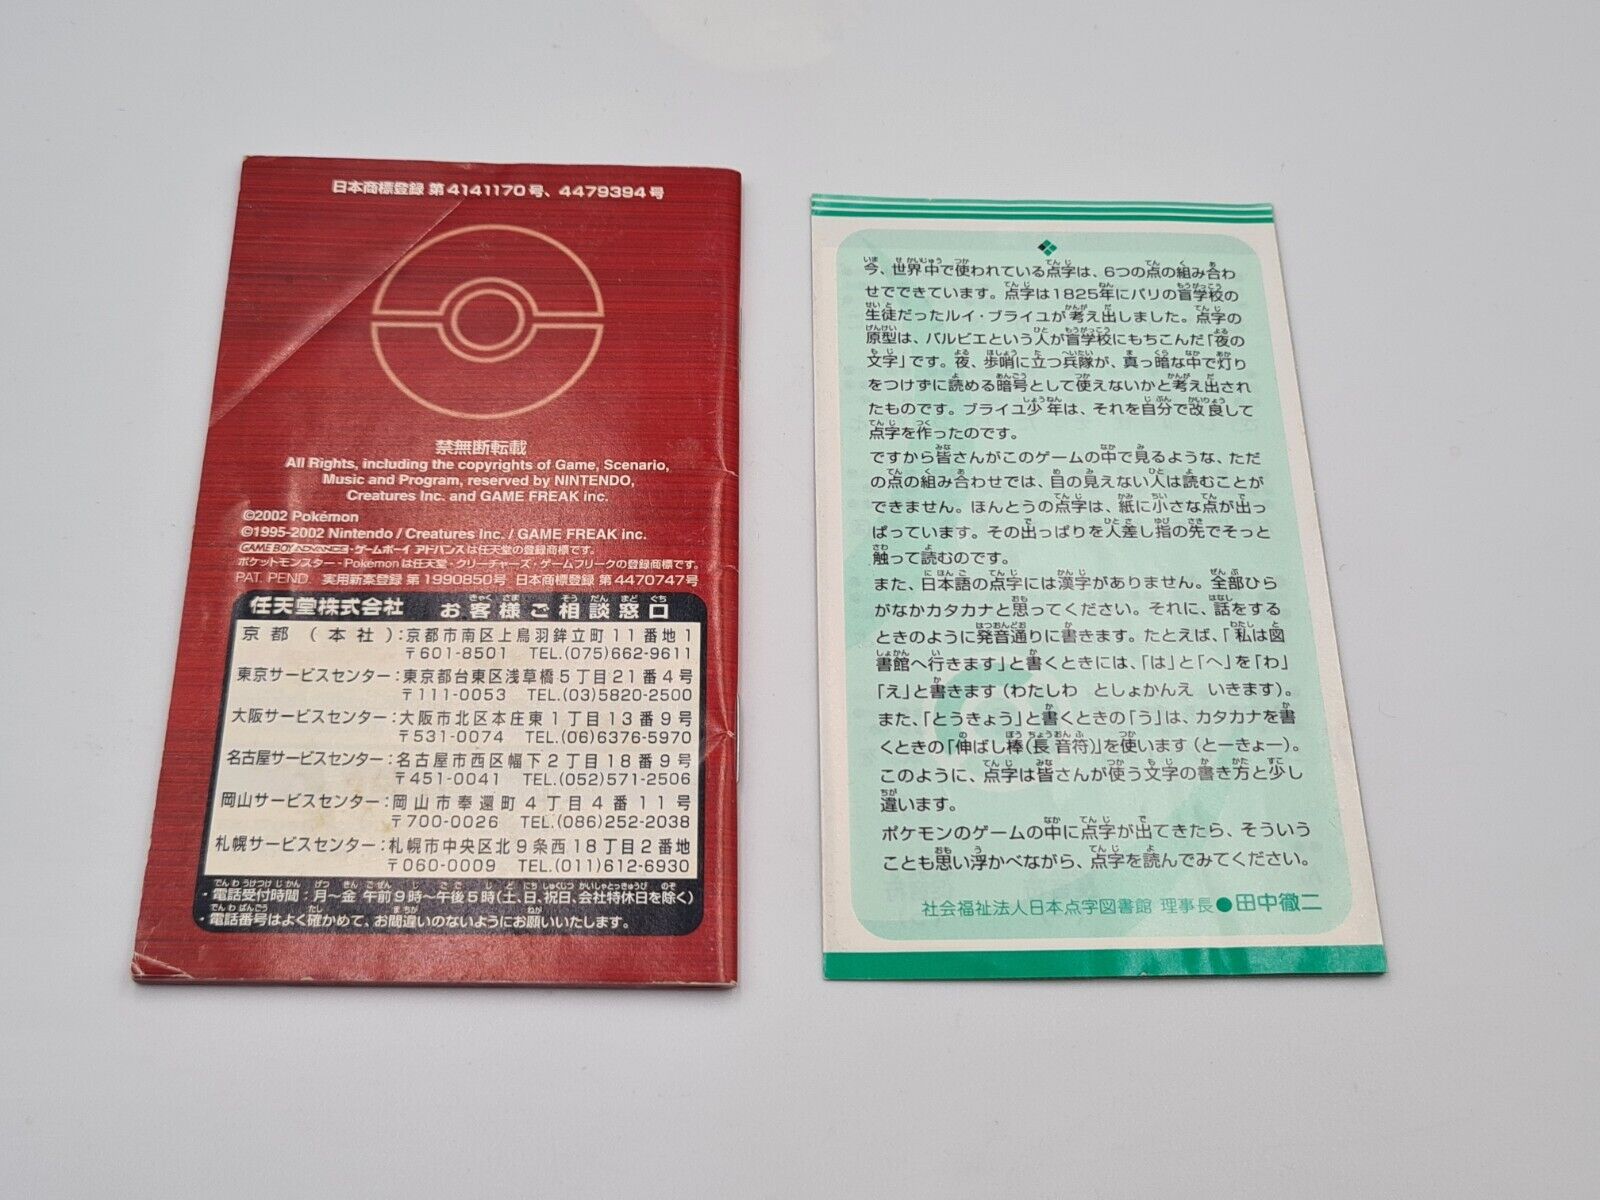 日本商標登録 第4141170号、4479394号
禁無断転載
All Rights, including the copyrights of Game, Scenario,
Music and Program, reserved by NINTENDO,
Creatures Inc. and GAME FREAK inc.
©2002 Pokémon
©1995-2002 Nintendo / Creatures Inc. / GAME FREAK inc.
GAME BOY ADVANCE・ゲームボーイ アドバンスは任天堂の登録商標です。
ポケットモンスター・Pokémonは任天堂・クリーチャーズ・ゲームフリークの登録商標です。
PAT. PEND. 実用新案登録 第1990850号 日本商標登録 第4470747号
任天堂株式会社 お客様ご相談窓口
京都(本社):京都市南区上鳥羽鉾立町11番地1
〒601-8501 TEL.(075)662-9611
東京サービスセンター:東京都台東区浅草橋5丁目21番4号
〒111-0053 TEL.(03)5820-2500
大阪サービスセンター:大阪市北区本庄東1丁目13番9号
〒531-0074 TEL.(06)6376-5970
名古屋サービスセンター:名古屋市西区幅下2丁目18番9号
〒451-0041 TEL.(052)571-2506
岡山サービスセンター:岡山市奉還町4丁目4番11号
〒700-0026 TEL.(086)252-2038
札幌サービスセンター:札幌市中央区北9条西18丁目2番地
〒060-0009 TEL.(011)612-6930
・電話受付時間:月〜金 午前9時〜午後5時(土、日、祝日、会社特休日を除く)
・電話番号はよく確かめて、お間違いのないようにお願いいたします。
今、世界中で使われている点字は、6つの点の組み合わ
せでできています。点字は1825年にパリの盲学校の
生徒だったルイ・ブライユが考え出しました。点字の
原型は、バルビエという人が盲学校にもちこんだ「夜の
文字」です。夜、歩哨に立つ兵隊が、真っ暗な中で灯り
をつけずに読める暗号として使えないかと考え出され
たものです。ブライユ少年は、それを自分で改良して
点字を作ったのです。
ですから皆さんがこのゲームの中で見るような、ただ
の点の組み合わせでは、目の見えない人は読むことが
できません。ほんとうの点字は、紙に小さな点が出っ
ぱっています。その出っぱりを人差し指の先でそっと
触って読むのです。
また、日本語の点字には漢字がありません。全部ひら
がなかカタカナと思ってください。それに、話をする
ときのように発音通りに書きます。たとえば、「私は図
書館へ行きます」と書くときには、「は」と「へ」を「わ」
「え」と書きます(わたしわ としょかんえ いきます)。
また、「とうきょう」と書くときの「う」は、カタカナを書
くときの「伸ばし棒(長音符)」を使います(とーきょー)。
このように、点字は皆さんが使う文字の書き方と少し
違います。
ポケモンのゲームの中に点字が出てきたら、そういう
ことも思い浮かべながら、点字を読んでみてください。
社会福祉法人日本点字図書館 理事長●田中徹二